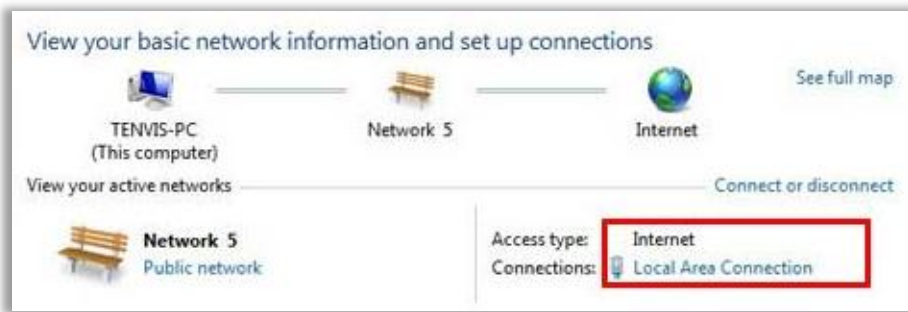 View your basic network information and set up connections
See full map
TENVIS-PC
(This computer)
Network 5
Internet
View your active networks
Connect or disconnect
Network 5
Public network
Access type: Internet
Connections: Local Area Connection